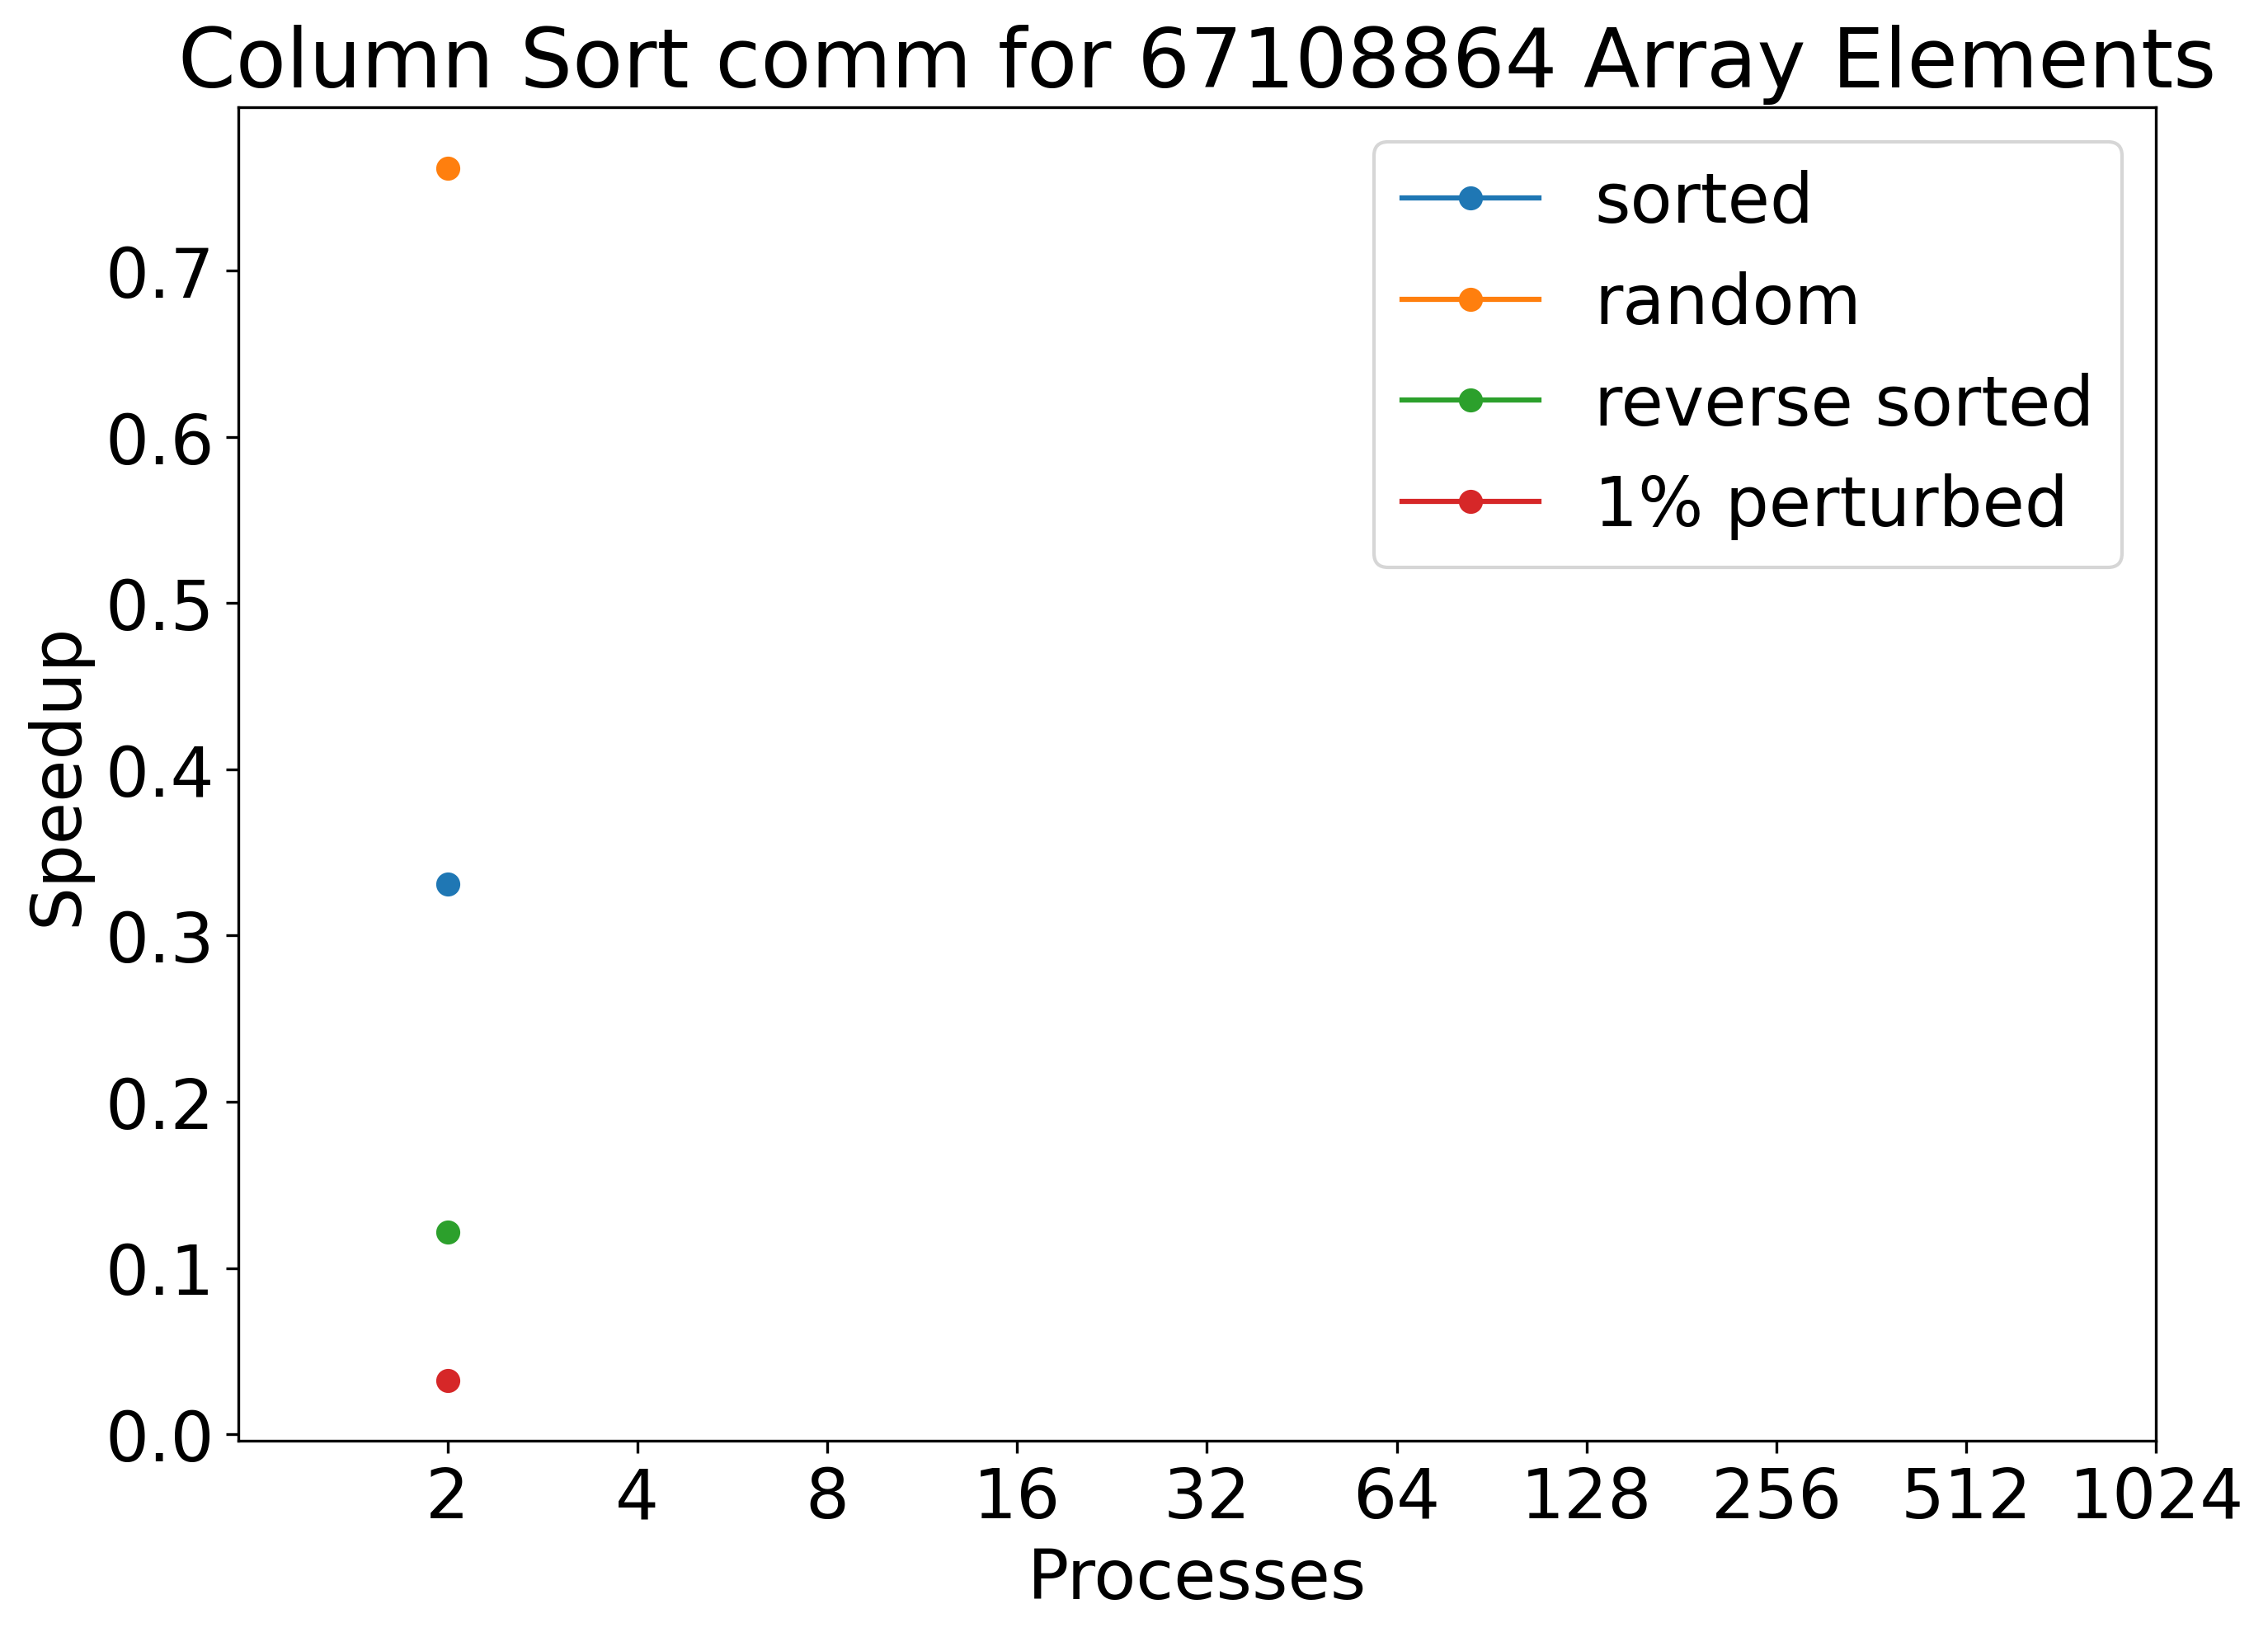 Column Sort comm for 67108864 Array Elements
sorted
random
reverse sorted
1% perturbed
Speedup
0.7
0.6
0.5
0.4
0.3
0.2
0.1
0.0
2 4 8 16 32 64 128 256 512 1024
Processes